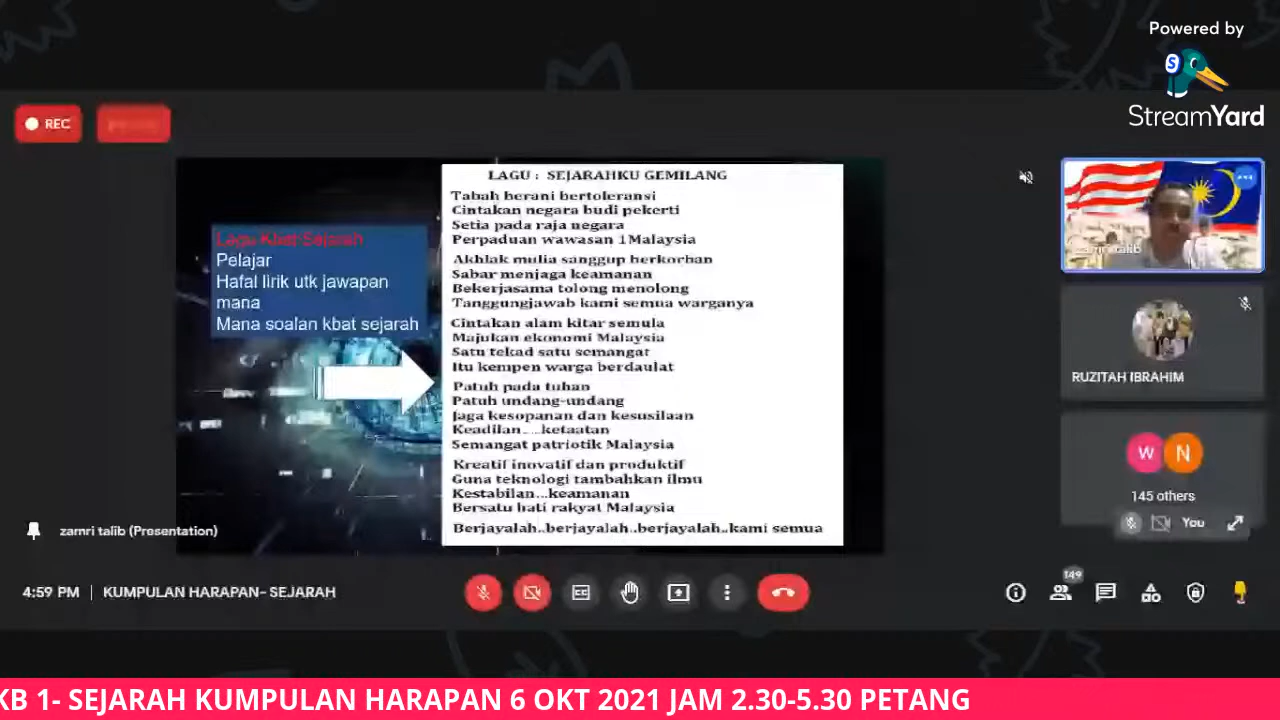 Powered by
StreamYard
REC
LAGU : SEJARAHKU GEMILANG
Tabah berani bertoleransi
Cintakan negara budi pekerti
Setia pada raja negara
Perpaduan wawasan 1Malaysia
Akhlak mulia sanggup berkorban
Sabar menjaga keamanan
Bekerjasama tolong menolong
Tanggungjawab kami semua warganya
Cintakan alam kitar semula
Majukan ekonomi Malaysia
Satu tekad satu semangat
Itu kempen warga berdaulat
Patuh pada tuhan
Patuh undang-undang
Jaga kesopanan dan kesusilaan
Keadilan.....ketaatan
Semangat patriotik Malaysia
Kreatif inovatif dan produktif
Guna teknologi tambahkan ilmu
Kestabilan...keamanan
Bersatu hati rakyat Malaysia
Berjayalah..berjayalah..berjayalah..kami semua
Lagu Kbat Sejarah
Pelajar
Hafal lirik utk jawapan
mana
Mana soalan kbat sejarah
zamri talib
RUZITAH IBRAHIM
W N
145 others
You
zamri talib (Presentation)
4:59 PM | KUMPULAN HARAPAN- SEJARAH
149
KB 1- SEJARAH KUMPULAN HARAPAN 6 OKT 2021 JAM 2.30-5.30 PETANG